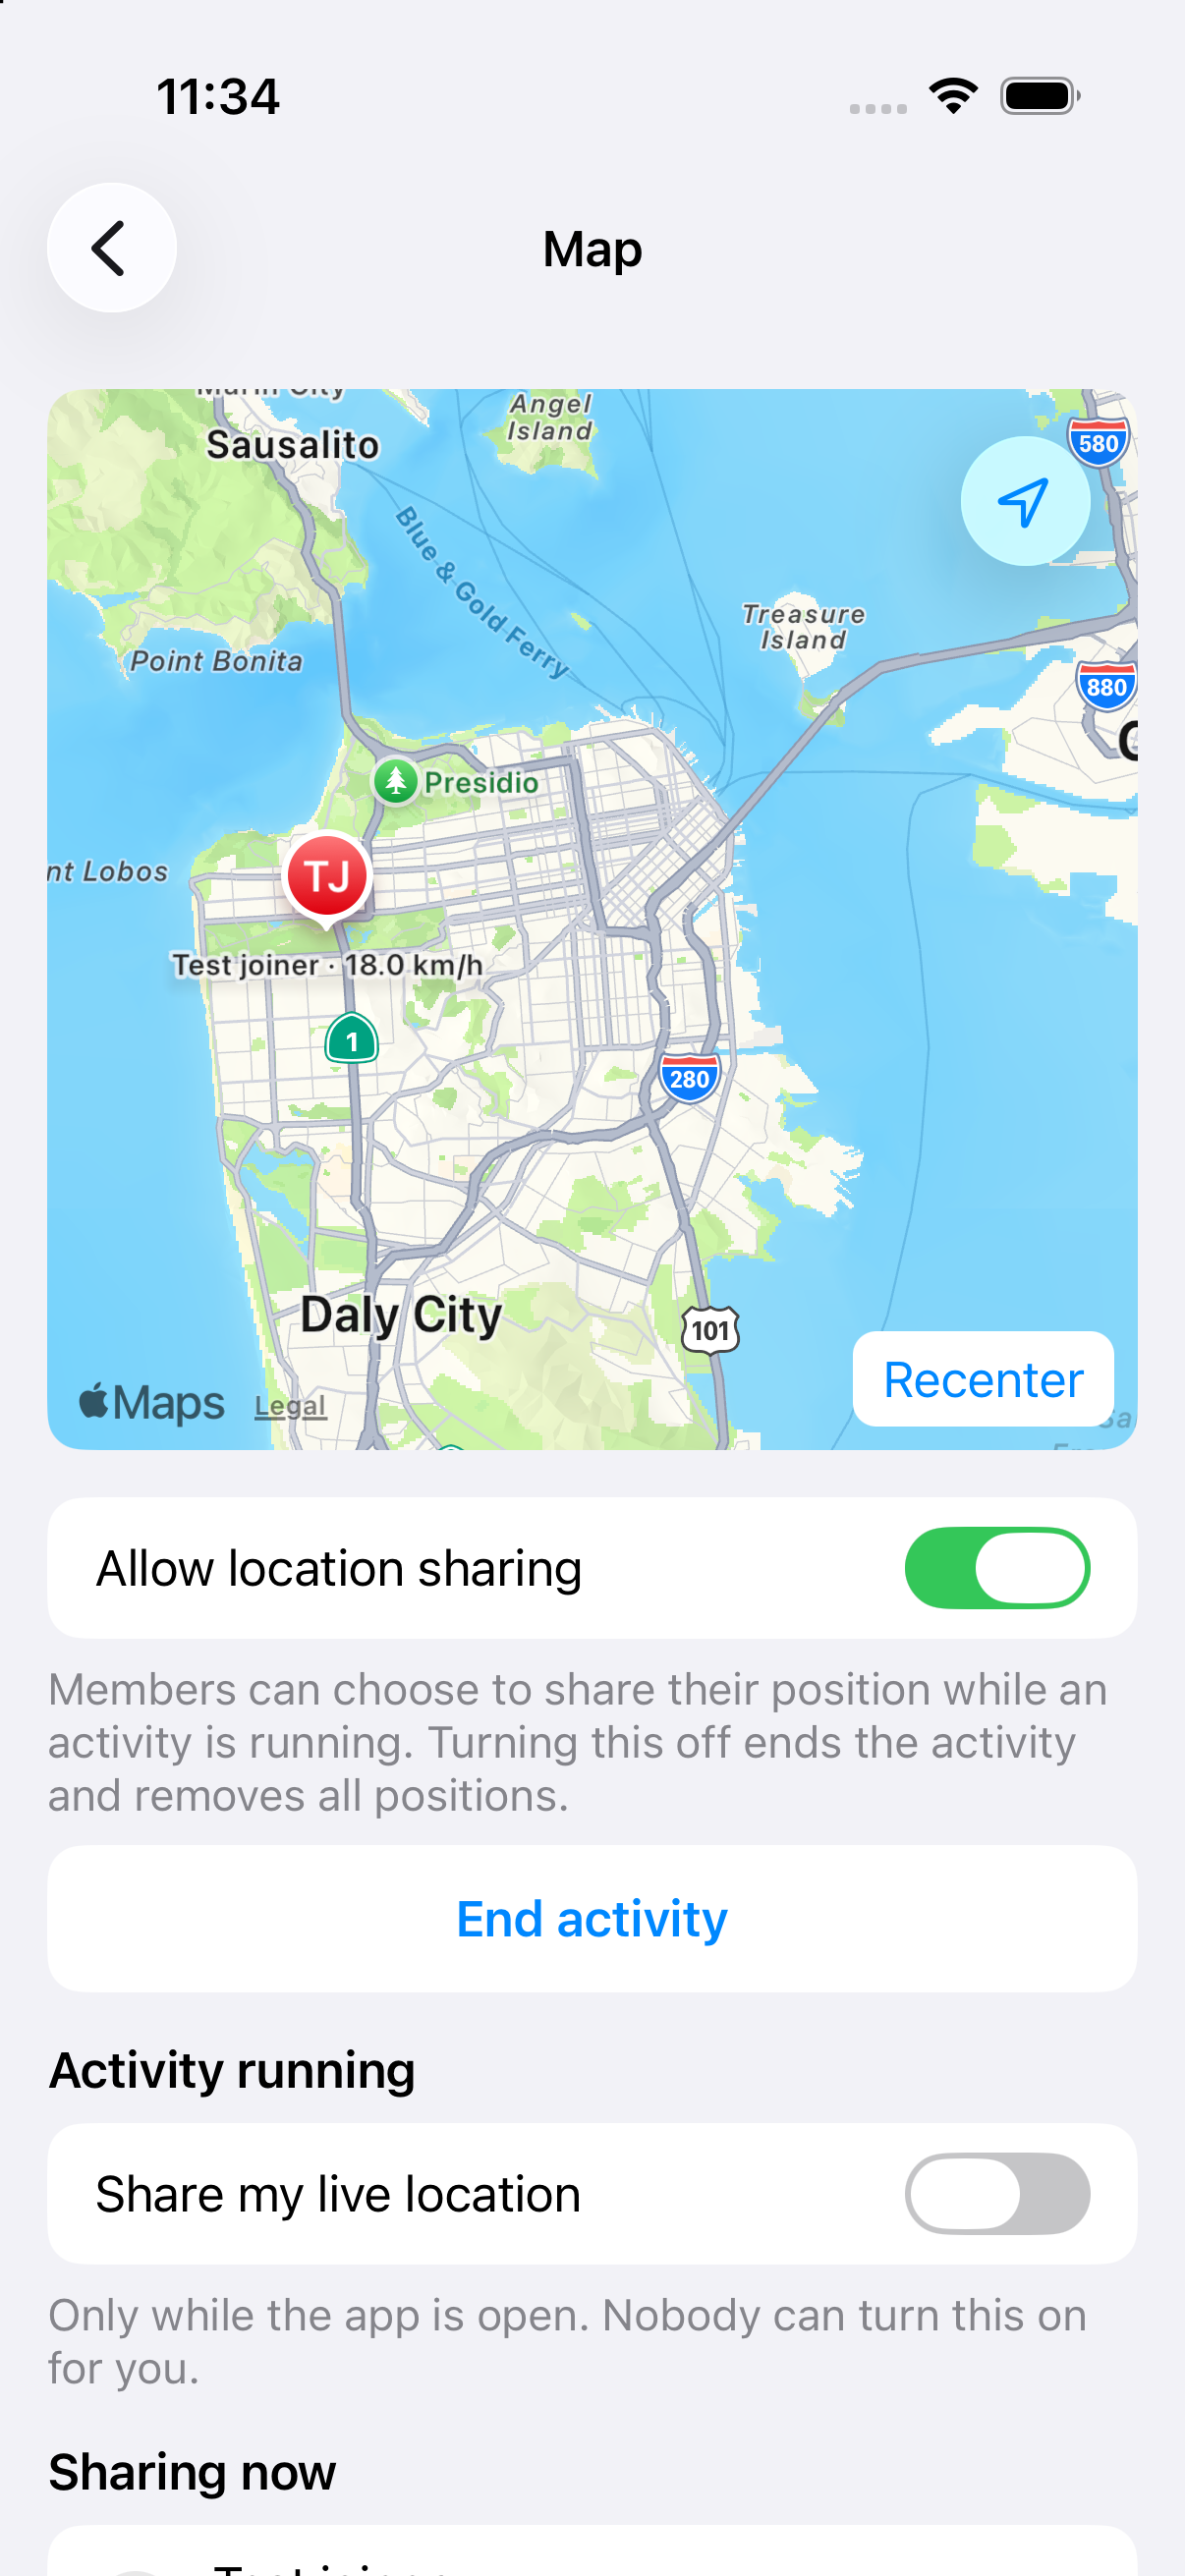 11:34
Map
Angel
Island
Sausalito
580
Blue & Gold Ferry
Treasure
Island
Point Bonita
880
Presidio
nt Lobos
TJ
Test joiner · 18.0 km/h
1
280
Daly City
101
Recenter
Maps Legal
Allow location sharing
Members can choose to share their position while an
activity is running. Turning this off ends the activity
and removes all positions.
End activity
Activity running
Share my live location
Only while the app is open. Nobody can turn this on
for you.
Sharing now